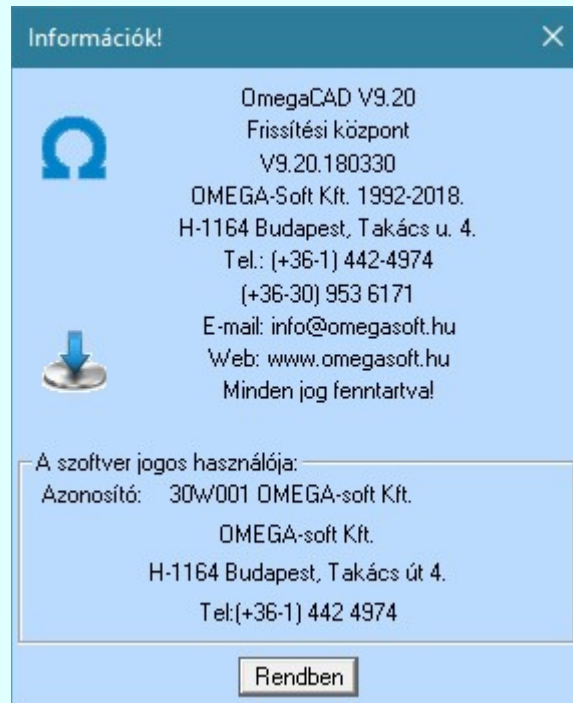 Információk!
OmegaCAD V9.20
Frissítési központ
V9.20.180330
OMEGA-Soft Kft. 1992-2018.
H-1164 Budapest, Takács u. 4.
Tel.: (+36-1) 442-4974
(+36-30) 953 6171
E-mail: info@omegasoft.hu
Web: www.omegasoft.hu
Minden jog fenntartva!
A szoftver jogos használója:
Azonosító: 30W001 OMEGA-soft Kft.
OMEGA-soft Kft.
H-1164 Budapest, Takács út 4.
Tel:(+36-1) 442 4974
Rendben